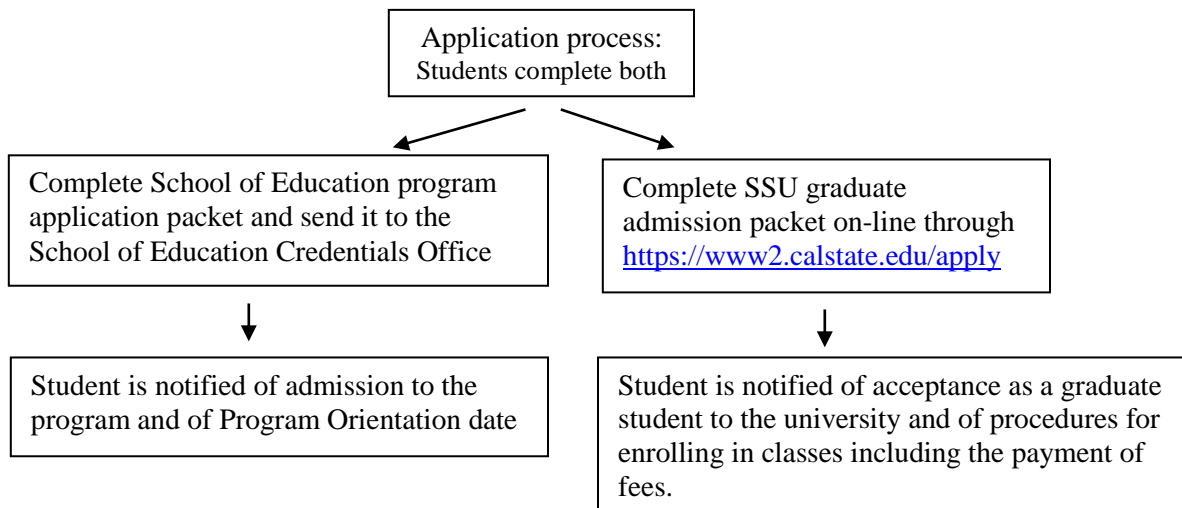 Application process:
Students complete both
Complete School of Education program
application packet and send it to the
School of Education Credentials Office
Complete SSU graduate
admission packet on-line through
https://www2.calstate.edu/apply
Student is notified of admission to the
program and of Program Orientation date
Student is notified of acceptance as a graduate
student to the university and of procedures for
enrolling in classes including the payment of
fees.